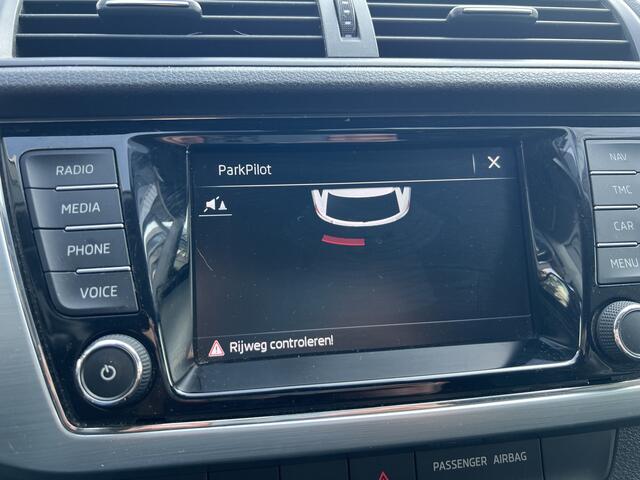 RADIO
MEDIA
PHONE
VOICE
ParkPilot
Rijweg controleren!
NAV
TMC
CAR
MENU
PASSENGER AIRBAG